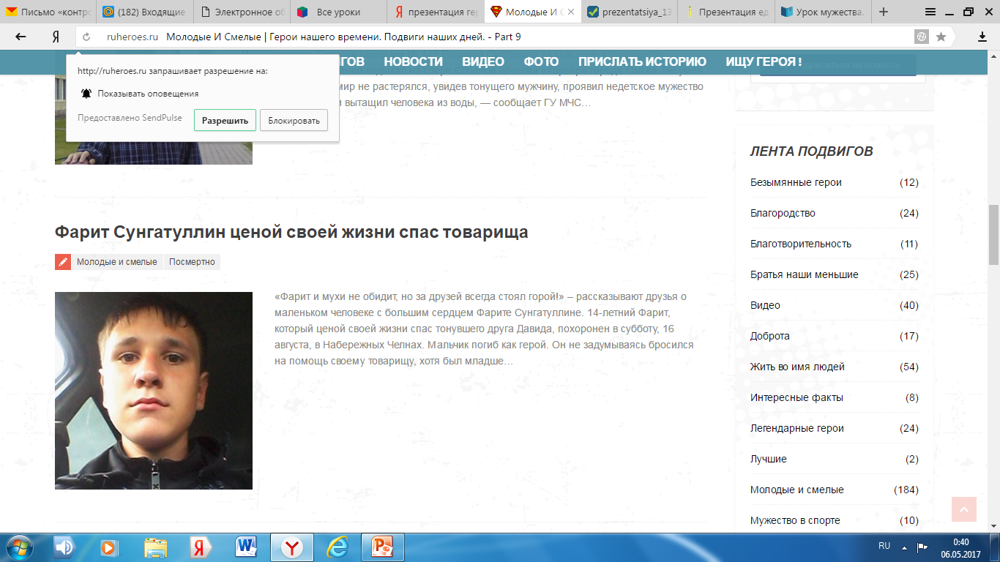 Письмо «контро
(182) Входящие
Электронное об
Все уроки
презентация гер
Молодые И С
prezentatsiya_13
Презентация ед
Урок мужества.
ruheroes.ru Молодые И Смелые | Герои нашего времени. Подвиги наших дней. - Part 9
НОВОСТИ ВИДЕО ФОТО ПРИСЛАТЬ ИСТОРИЮ ИЩУ ГЕРОЯ !
http://ruheroes.ru запрашивает разрешение на:
Показывать оповещения
Предоставлено SendPulse
Разрешить
Блокировать
мир не растерялся, увидев тонущего мужчину, проявил недетское мужество
и вытащил человека из воды, — сообщает ГУ МЧС…
Фарит Сунгатуллин ценой своей жизни спас товарища
Молодые и смелые Посмертно
«Фарит и мухи не обидит, но за друзей всегда стоял горой!» – рассказывают друзья о
маленьком человеке с большим сердцем Фарите Сунгатуллине. 14-летний Фарит,
который ценой своей жизни спас тонувшего друга Давида, похоронен в субботу, 16
августа, в Набережных Челнах. Мальчик погиб как герой. Он не задумываясь бросился
на помощь своему товарищу, хотя был младше…
ЛЕНТА ПОДВИГОВ
Безымянные герои (12)
Благородство (24)
Благотворительность (11)
Братья наши меньшие (25)
Видео (40)
Доброта (17)
Жить во имя людей (54)
Интересные факты (8)
Легендарные герои (24)
Лучшие (2)
Молодые и смелые (184)
Мужество в спорте (10)
RU
0:40
06.05.2017